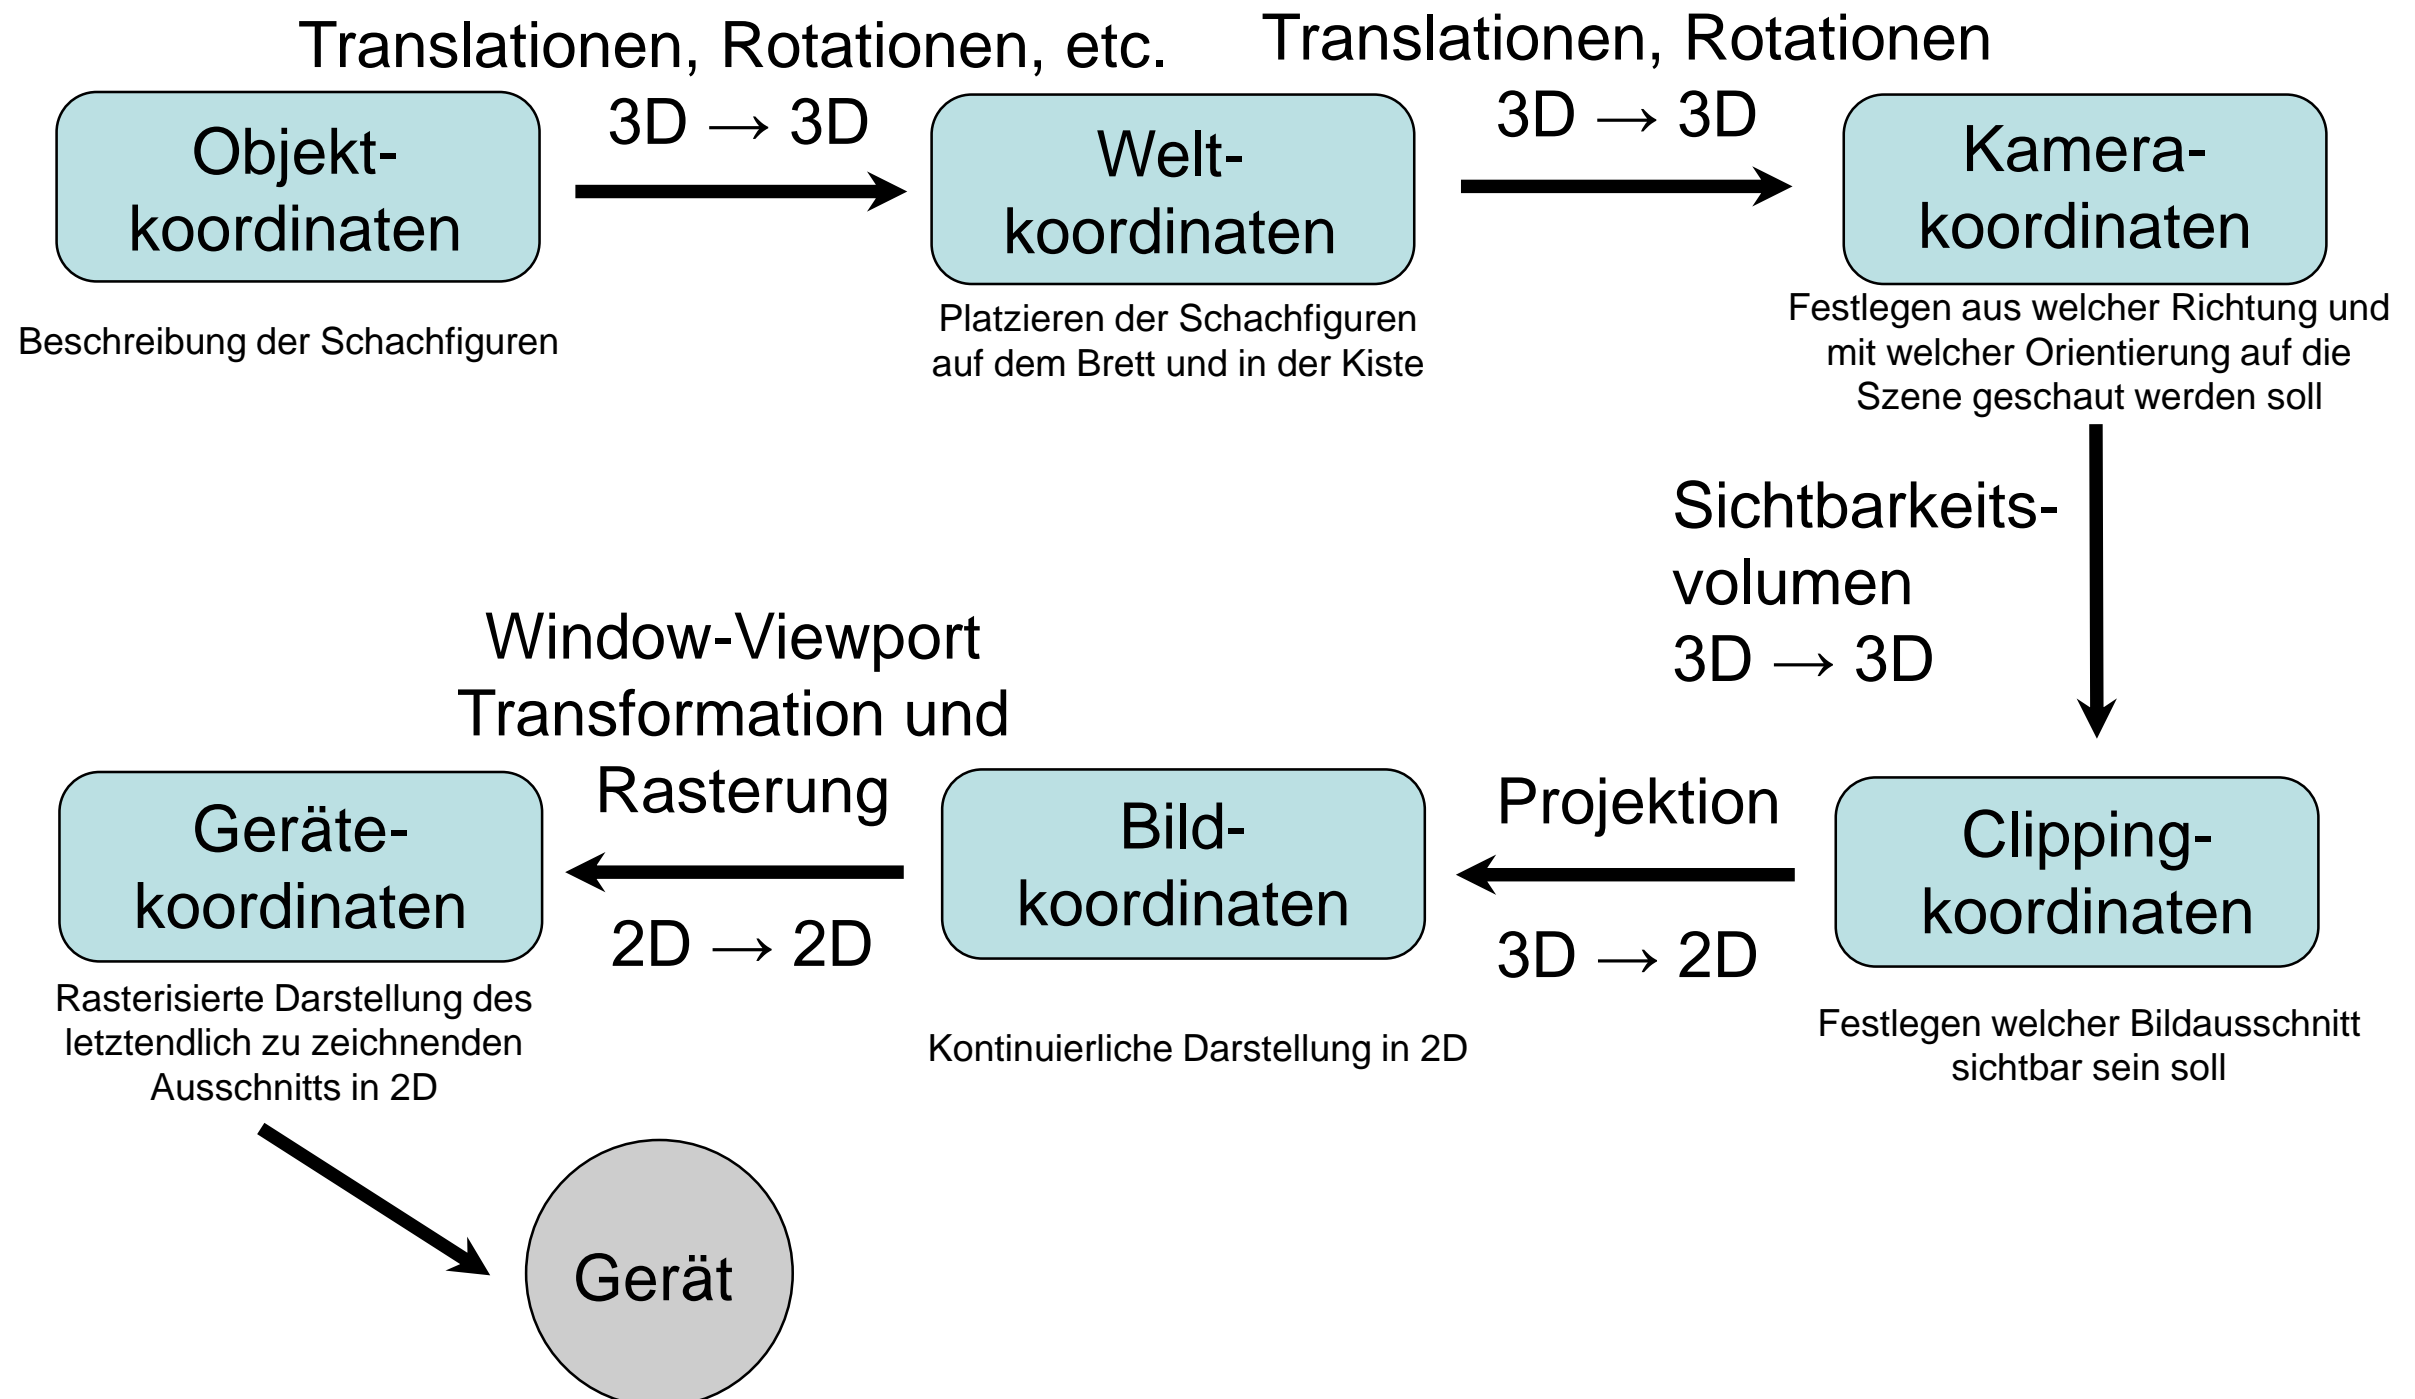 Translationen, Rotationen, etc.
3D → 3D
Translationen, Rotationen
3D → 3D
Objekt-
koordinaten
Welt-
koordinaten
Kamera-
koordinaten
Beschreibung der Schachfiguren
Platzieren der Schachfiguren
auf dem Brett und in der Kiste
Festlegen aus welcher Richtung und
mit welcher Orientierung auf die
Szene geschaut werden soll
Sichtbarkeits-
volumen
3D → 3D
Clipping-
koordinaten
Festlegen welcher Bildausschnitt
sichtbar sein soll
Projektion
3D → 2D
Bild-
koordinaten
Kontinuierliche Darstellung in 2D
Window-Viewport
Transformation und
Rasterung
2D → 2D
Geräte-
koordinaten
Rasterisierte Darstellung des
letztendlich zu zeichnenden
Ausschnitts in 2D
Gerät